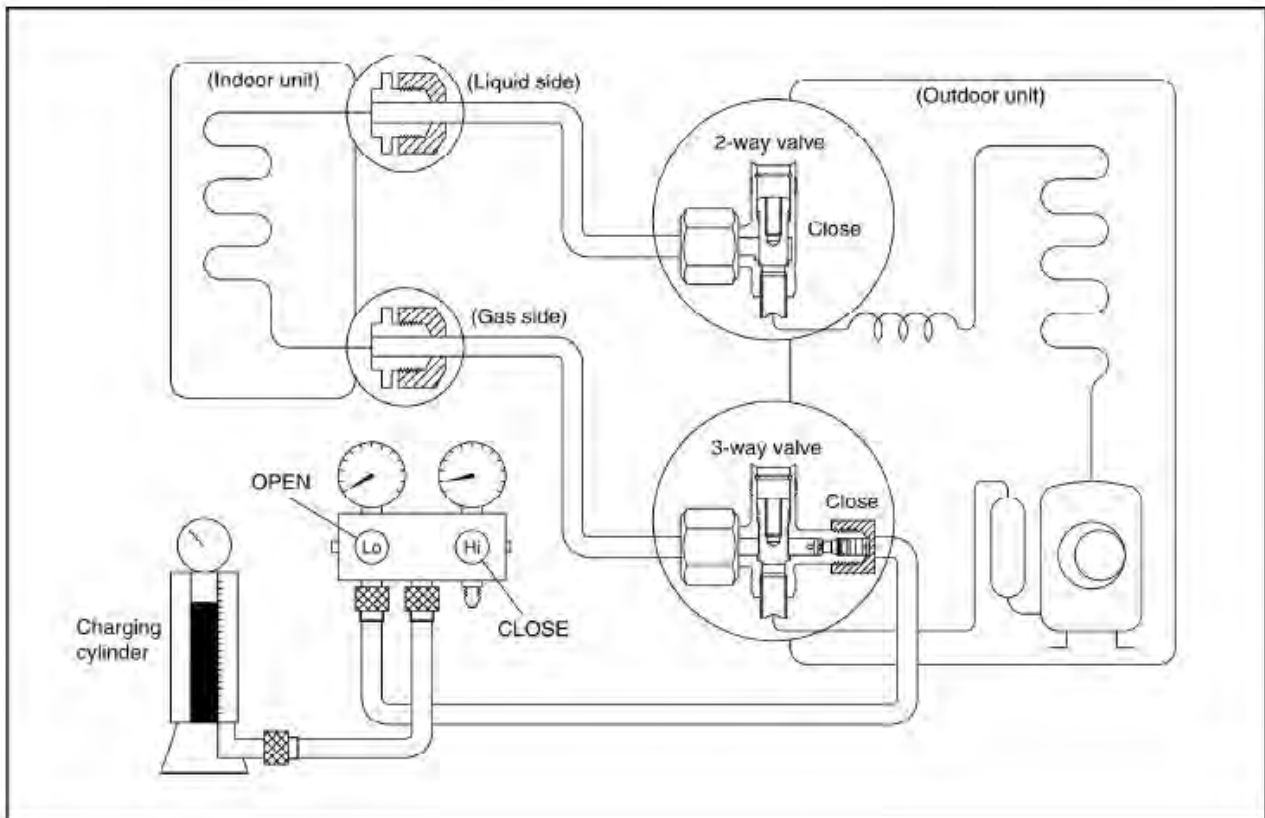 (Indoor unit)
(Liquid side)
(Outdoor unit)
2-way valve
Close
(Gas side)
3-way valve
Close
OPEN
Lo
Hi
CLOSE
Charging
cylinder